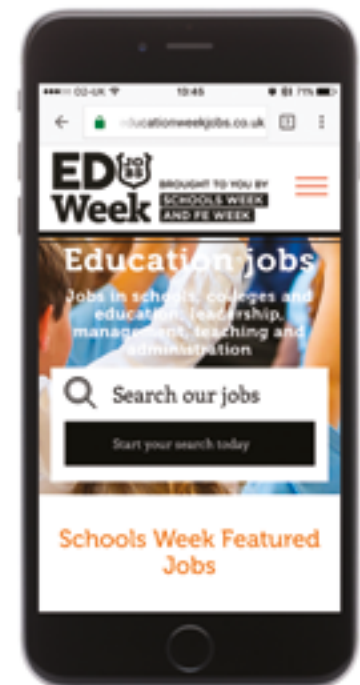 O2-UK 10:45 71%
educationweekjobs.co.uk
ED JOBS
Week
BROUGHT TO YOU BY
SCHOOLS WEEK
AND FE WEEK
Education jobs
Jobs in schools, colleges and
education; leadership,
management, teaching and
administration
Search our jobs
Start your search today
Schools Week Featured
Jobs